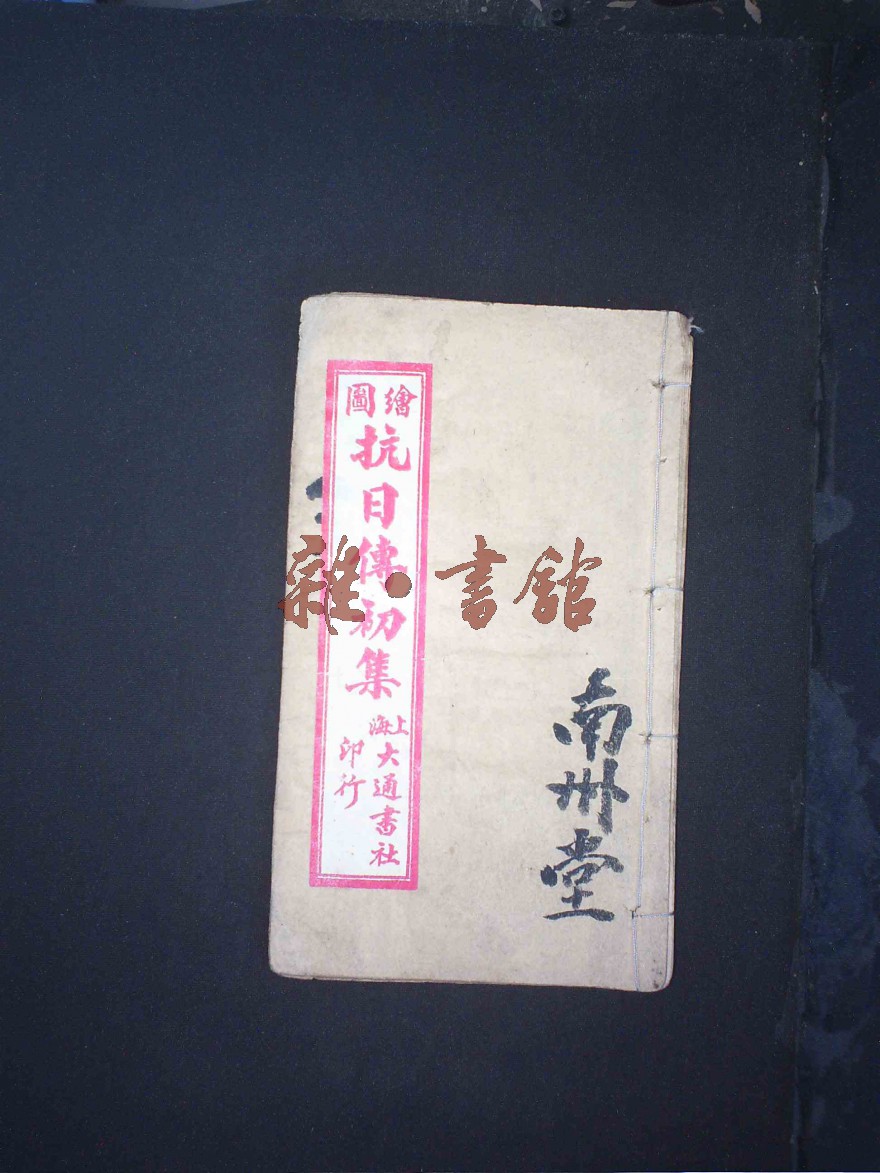 繪圖
抗日傳初集
上海
大通書社
印行
南州堂
雜·書館